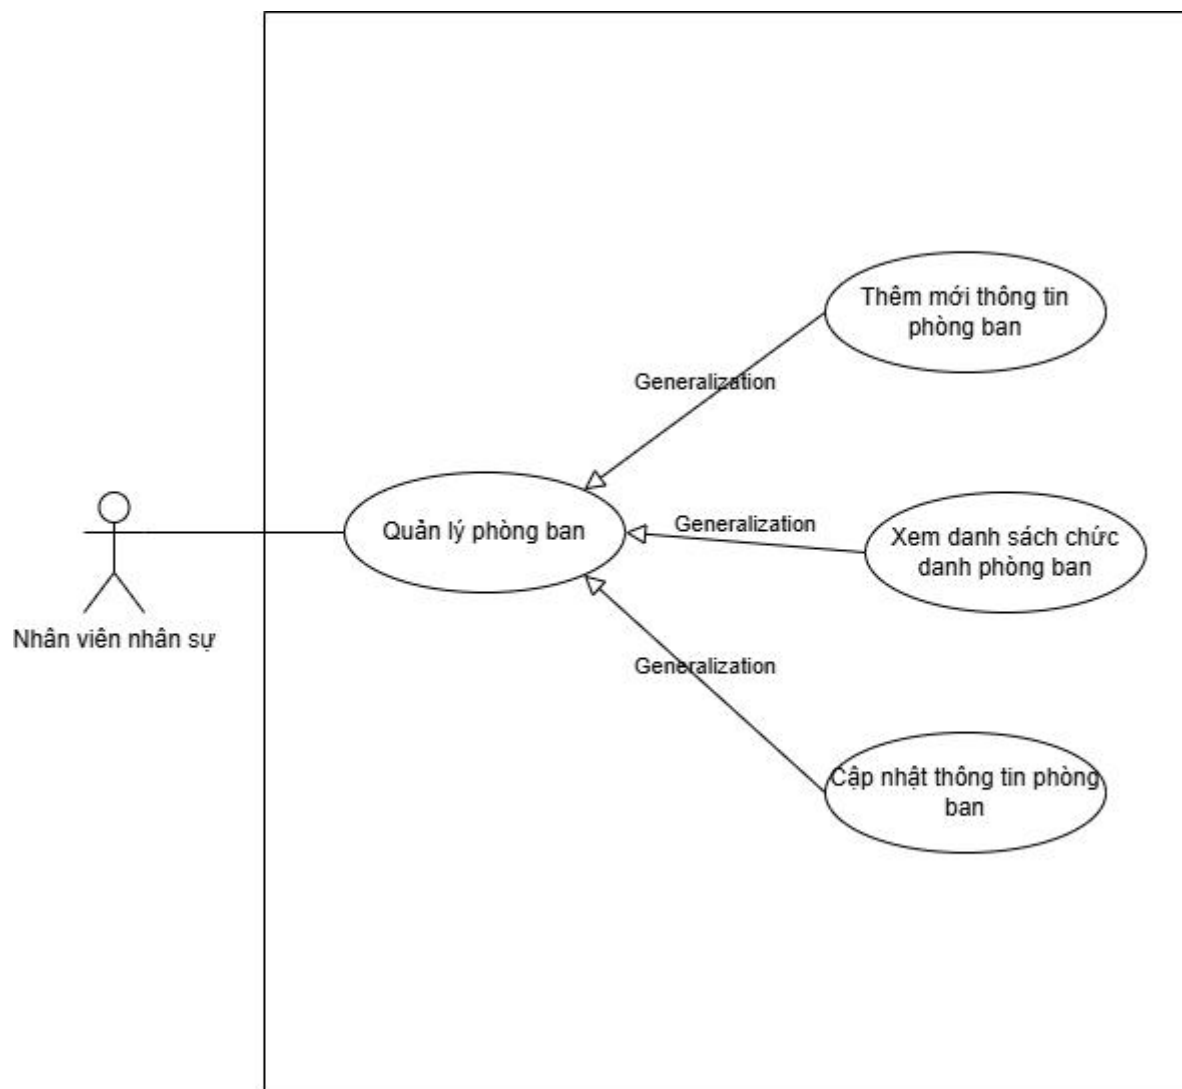 Thêm mới thông tin
phòng ban
Generalization
Quản lý phòng ban
Generalization
Xem danh sách chức
danh phòng ban
Nhân viên nhân sự
Generalization
Cập nhật thông tin phòng
ban